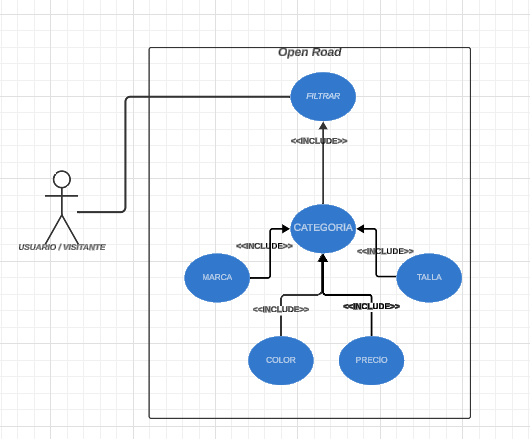 Open Road
FILTRAR
<<INCLUDE>>
CATEGORIA
<<INCLUDE>>
<<INCLUDE>>
MARCA
TALLA
<<INCLUDE>>
<<INCLUDE>>
COLOR
PRECIO
USUARIO / VISITANTE